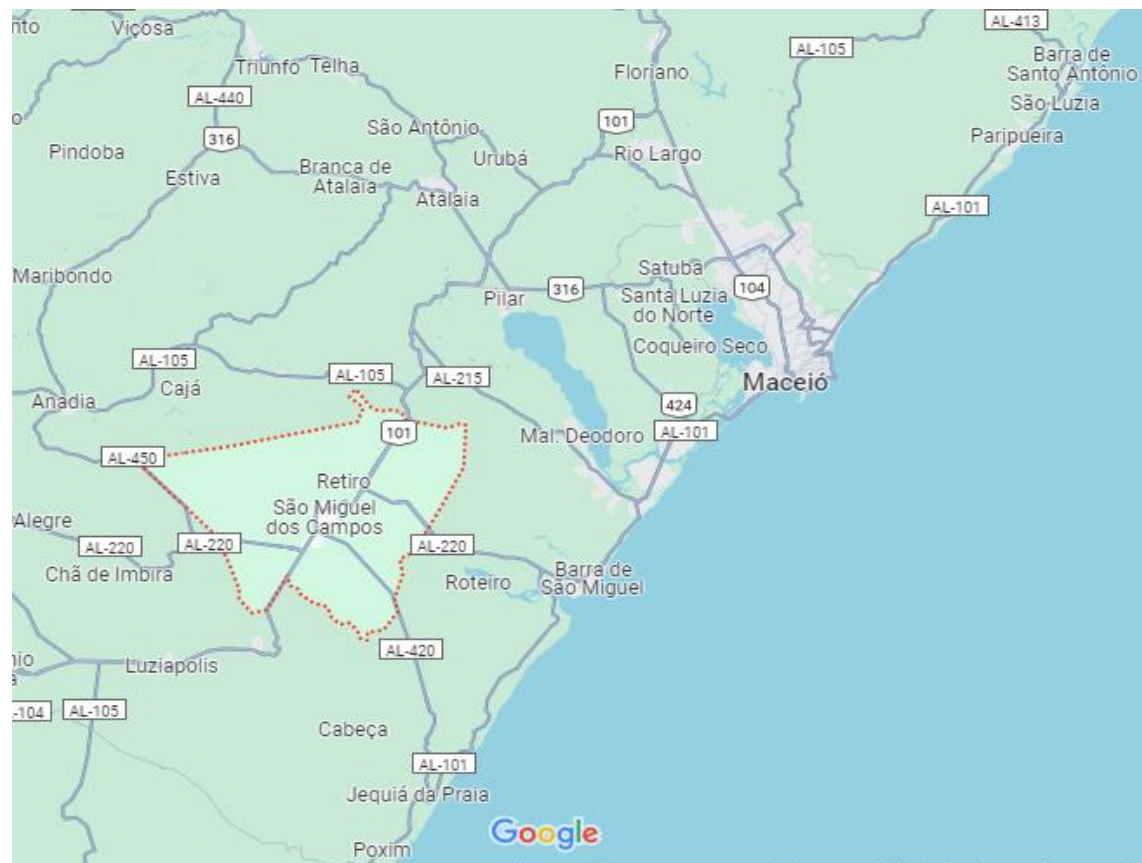 nto
Viçosa
AL-413
AL-105
Barra de
Santo Antônio
Triunfo
Telha
Floriano
AL-440
São Luzia
101
São Antônio
Paripueira
316
Pindoba
Urubá
Rio Largo
Branca de
Atalaia
Estiva
Atalaia
AL-101
Maribondo
Satuba
Pilar
316
Santa Luzia
do Norte
104
Coqueiro Seco
AL-105
AL-105
AL-215
Maceió
Cajá
Anadia
424
101
Mal. Deodoro
AL-101
AL-450
Retiro
São Miguel
dos Campos
Alegre
AL-220
AL-220
AL-220
Chã de Imbira
Roteiro
Barra de
São Miguel
AL-420
nio
Luziapolis
-104
AL-105
Cabeça
AL-101
Jequiá da Praia
Google
Poxim